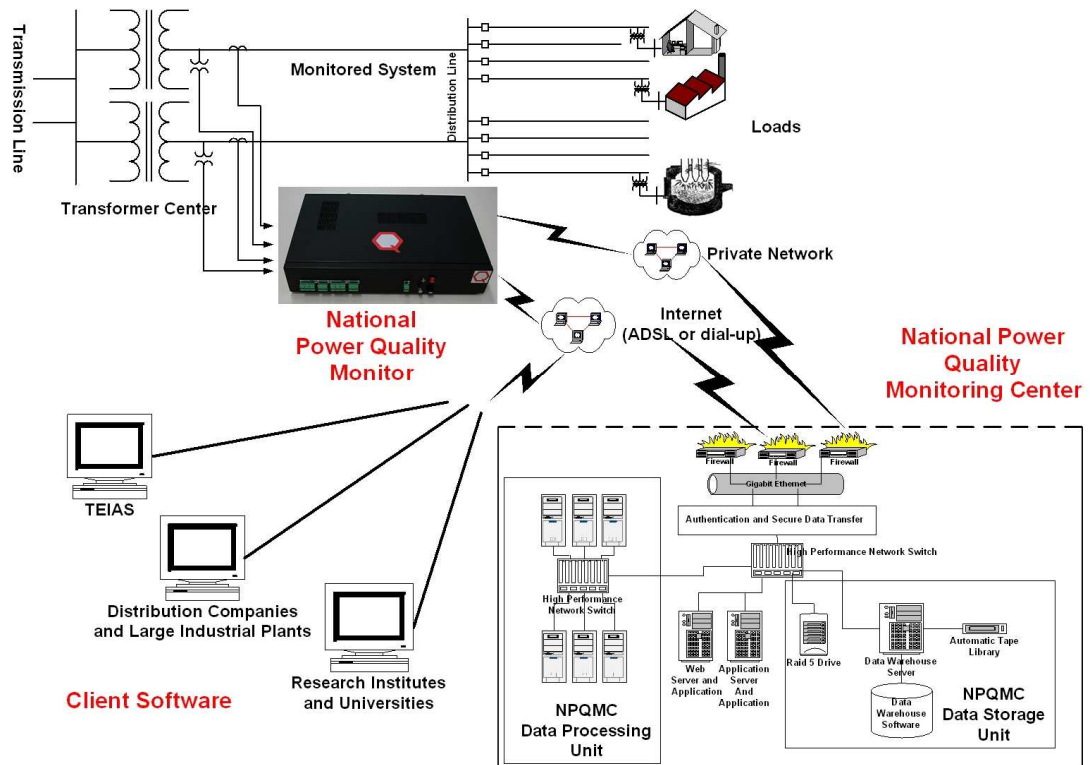 Transmission Line
Monitored System
Distribution Line
Loads
Transformer Center
Q
Q
Private Network
National
Power Quality
Monitor
Internet
(ADSL or dial-up)
National Power
Quality
Monitoring Center
TEIAS
Distribution Companies
and Large Industrial Plants
Research Institutes
and Universities
Client Software
Firewall
Firewall
Firewall
Gigabit Ethernet
Authentication and Secure Data Transfer
High Performance Network Switch
High Performance
Network Switch
Web
Server and
Application
Application
Server
And
Application
Raid 5 Drive
Data Warehouse
Server
Automatic Tape
Library
Data
Warehouse
Software
NPQMC
Data Processing
Unit
NPQMC
Data Storage
Unit